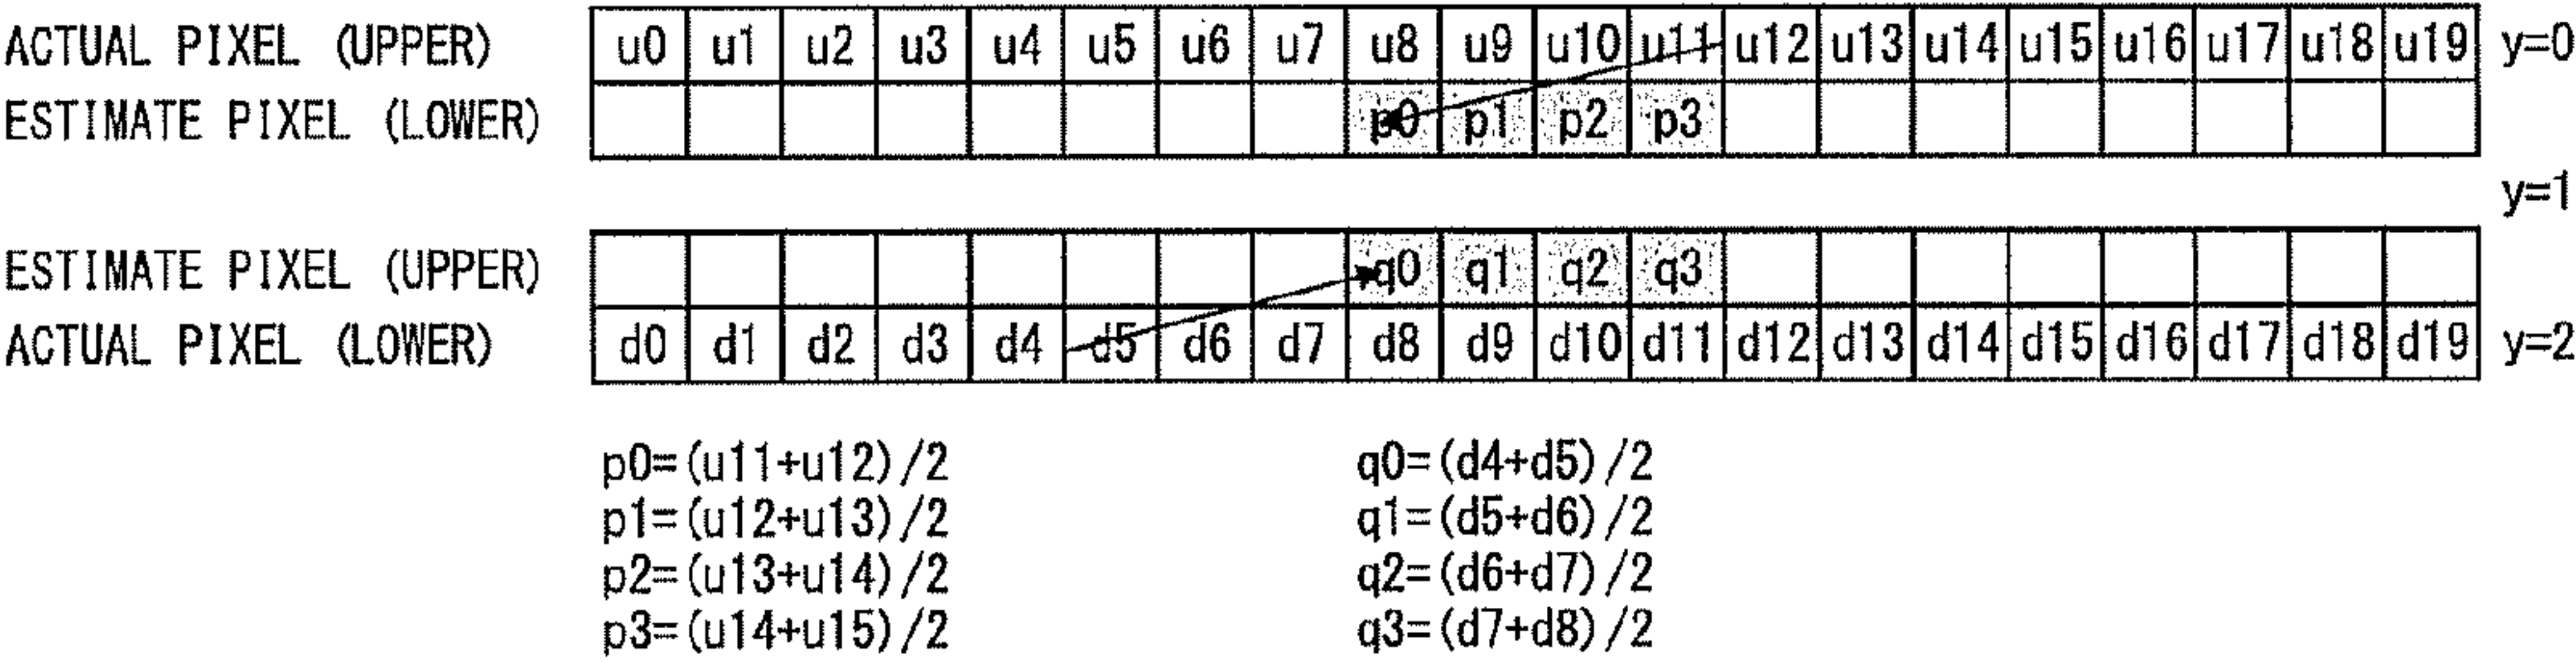 ACTUAL PIXEL (UPPER) u0 u1 u2 u3 u4 u5 u6 u7 u8 u9 u10 u11 u12 u13 u14 u15 u16 u17 u18 u19 y=0
ESTIMATE PIXEL (LOWER) p0 p1 p2 p3
y=1
ESTIMATE PIXEL (UPPER) q0 q1 q2 q3
ACTUAL PIXEL (LOWER) d0 d1 d2 d3 d4 d5 d6 d7 d8 d9 d10 d11 d12 d13 d14 d15 d16 d17 d18 d19 y=2
p0=(u11+u12)/2 q0=(d4+d5)/2
p1=(u12+u13)/2 q1=(d5+d6)/2
p2=(u13+u14)/2 q2=(d6+d7)/2
p3=(u14+u15)/2 q3=(d7+d8)/2